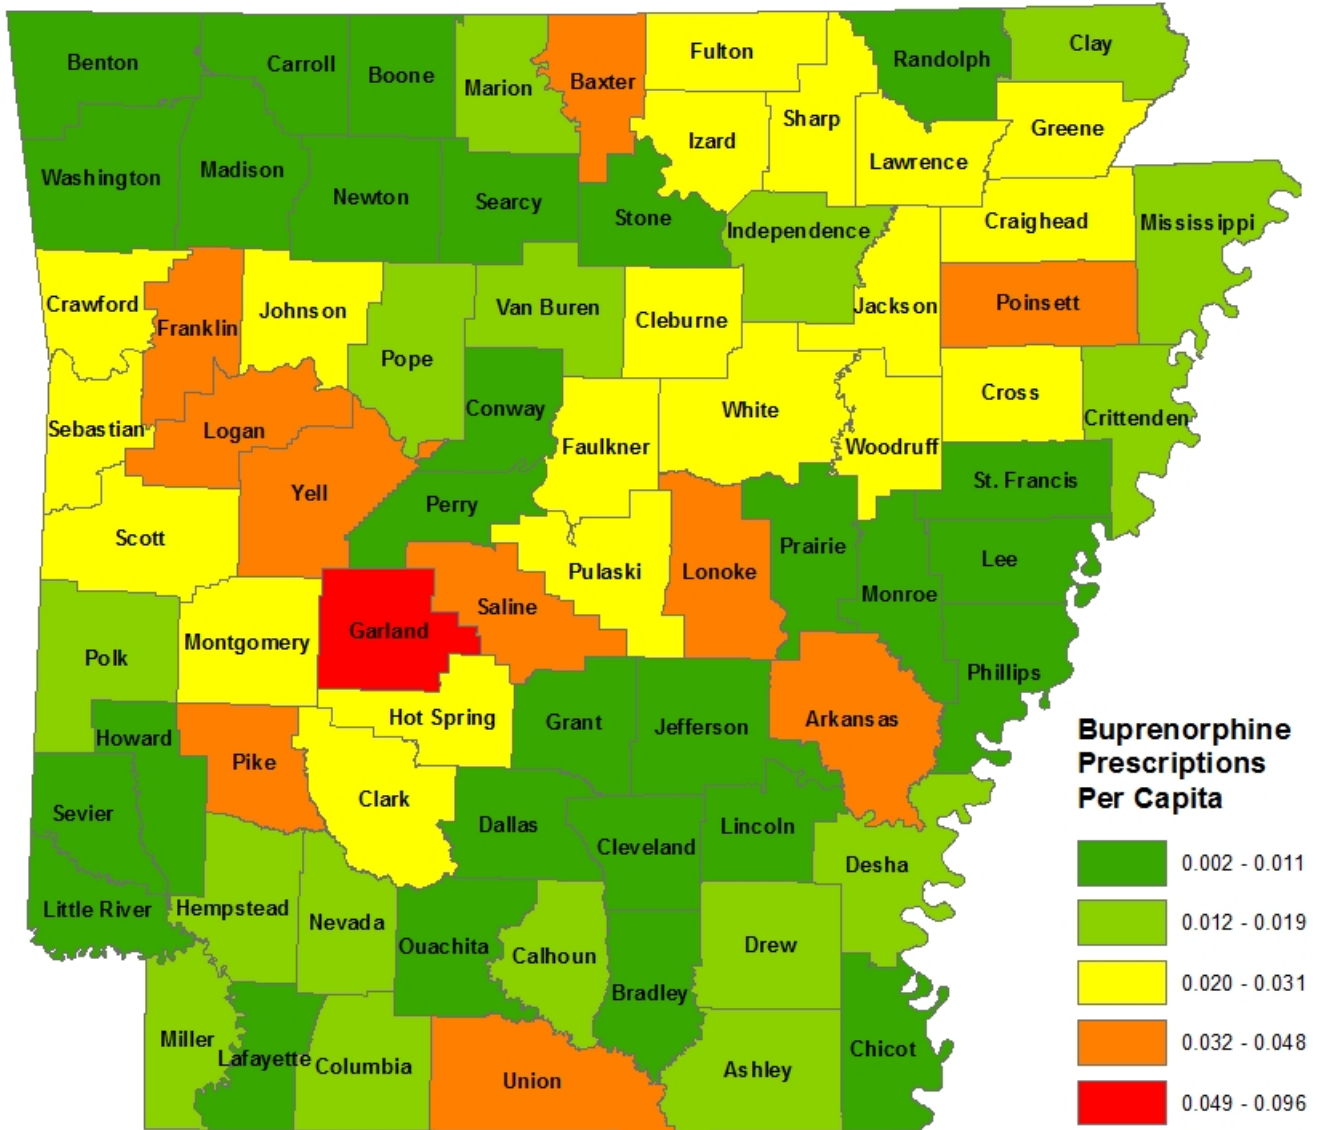 Benton
Carroll
Boone
Marion
Baxter
Fulton
Sharp
Randolph
Clay
Greene
Izard
Lawrence
Washington
Madison
Newton
Searcy
Stone
Independence
Craighead
Mississippi
Crawford
Franklin
Johnson
Pope
Van Buren
Cleburne
Jackson
Poinsett
Sebastian
Logan
Conway
Faulkner
White
Woodruff
Cross
Crittenden
Scott
Yell
Perry
Pulaski
Lonoke
Prairie
Monroe
St. Francis
Lee
Phillips
Polk
Montgomery
Garland
Saline
Hot Spring
Grant
Jefferson
Arkansas
Howard
Pike
Clark
Dallas
Cleveland
Lincoln
Desha
Sevier
Little River
Hempstead
Nevada
Ouachita
Calhoun
Bradley
Drew
Miller
Lafayette
Columbia
Union
Ashley
Chicot
Buprenorphine
Prescriptions
Per Capita
0.002 - 0.011
0.012 - 0.019
0.020 - 0.031
0.032 - 0.048
0.049 - 0.096